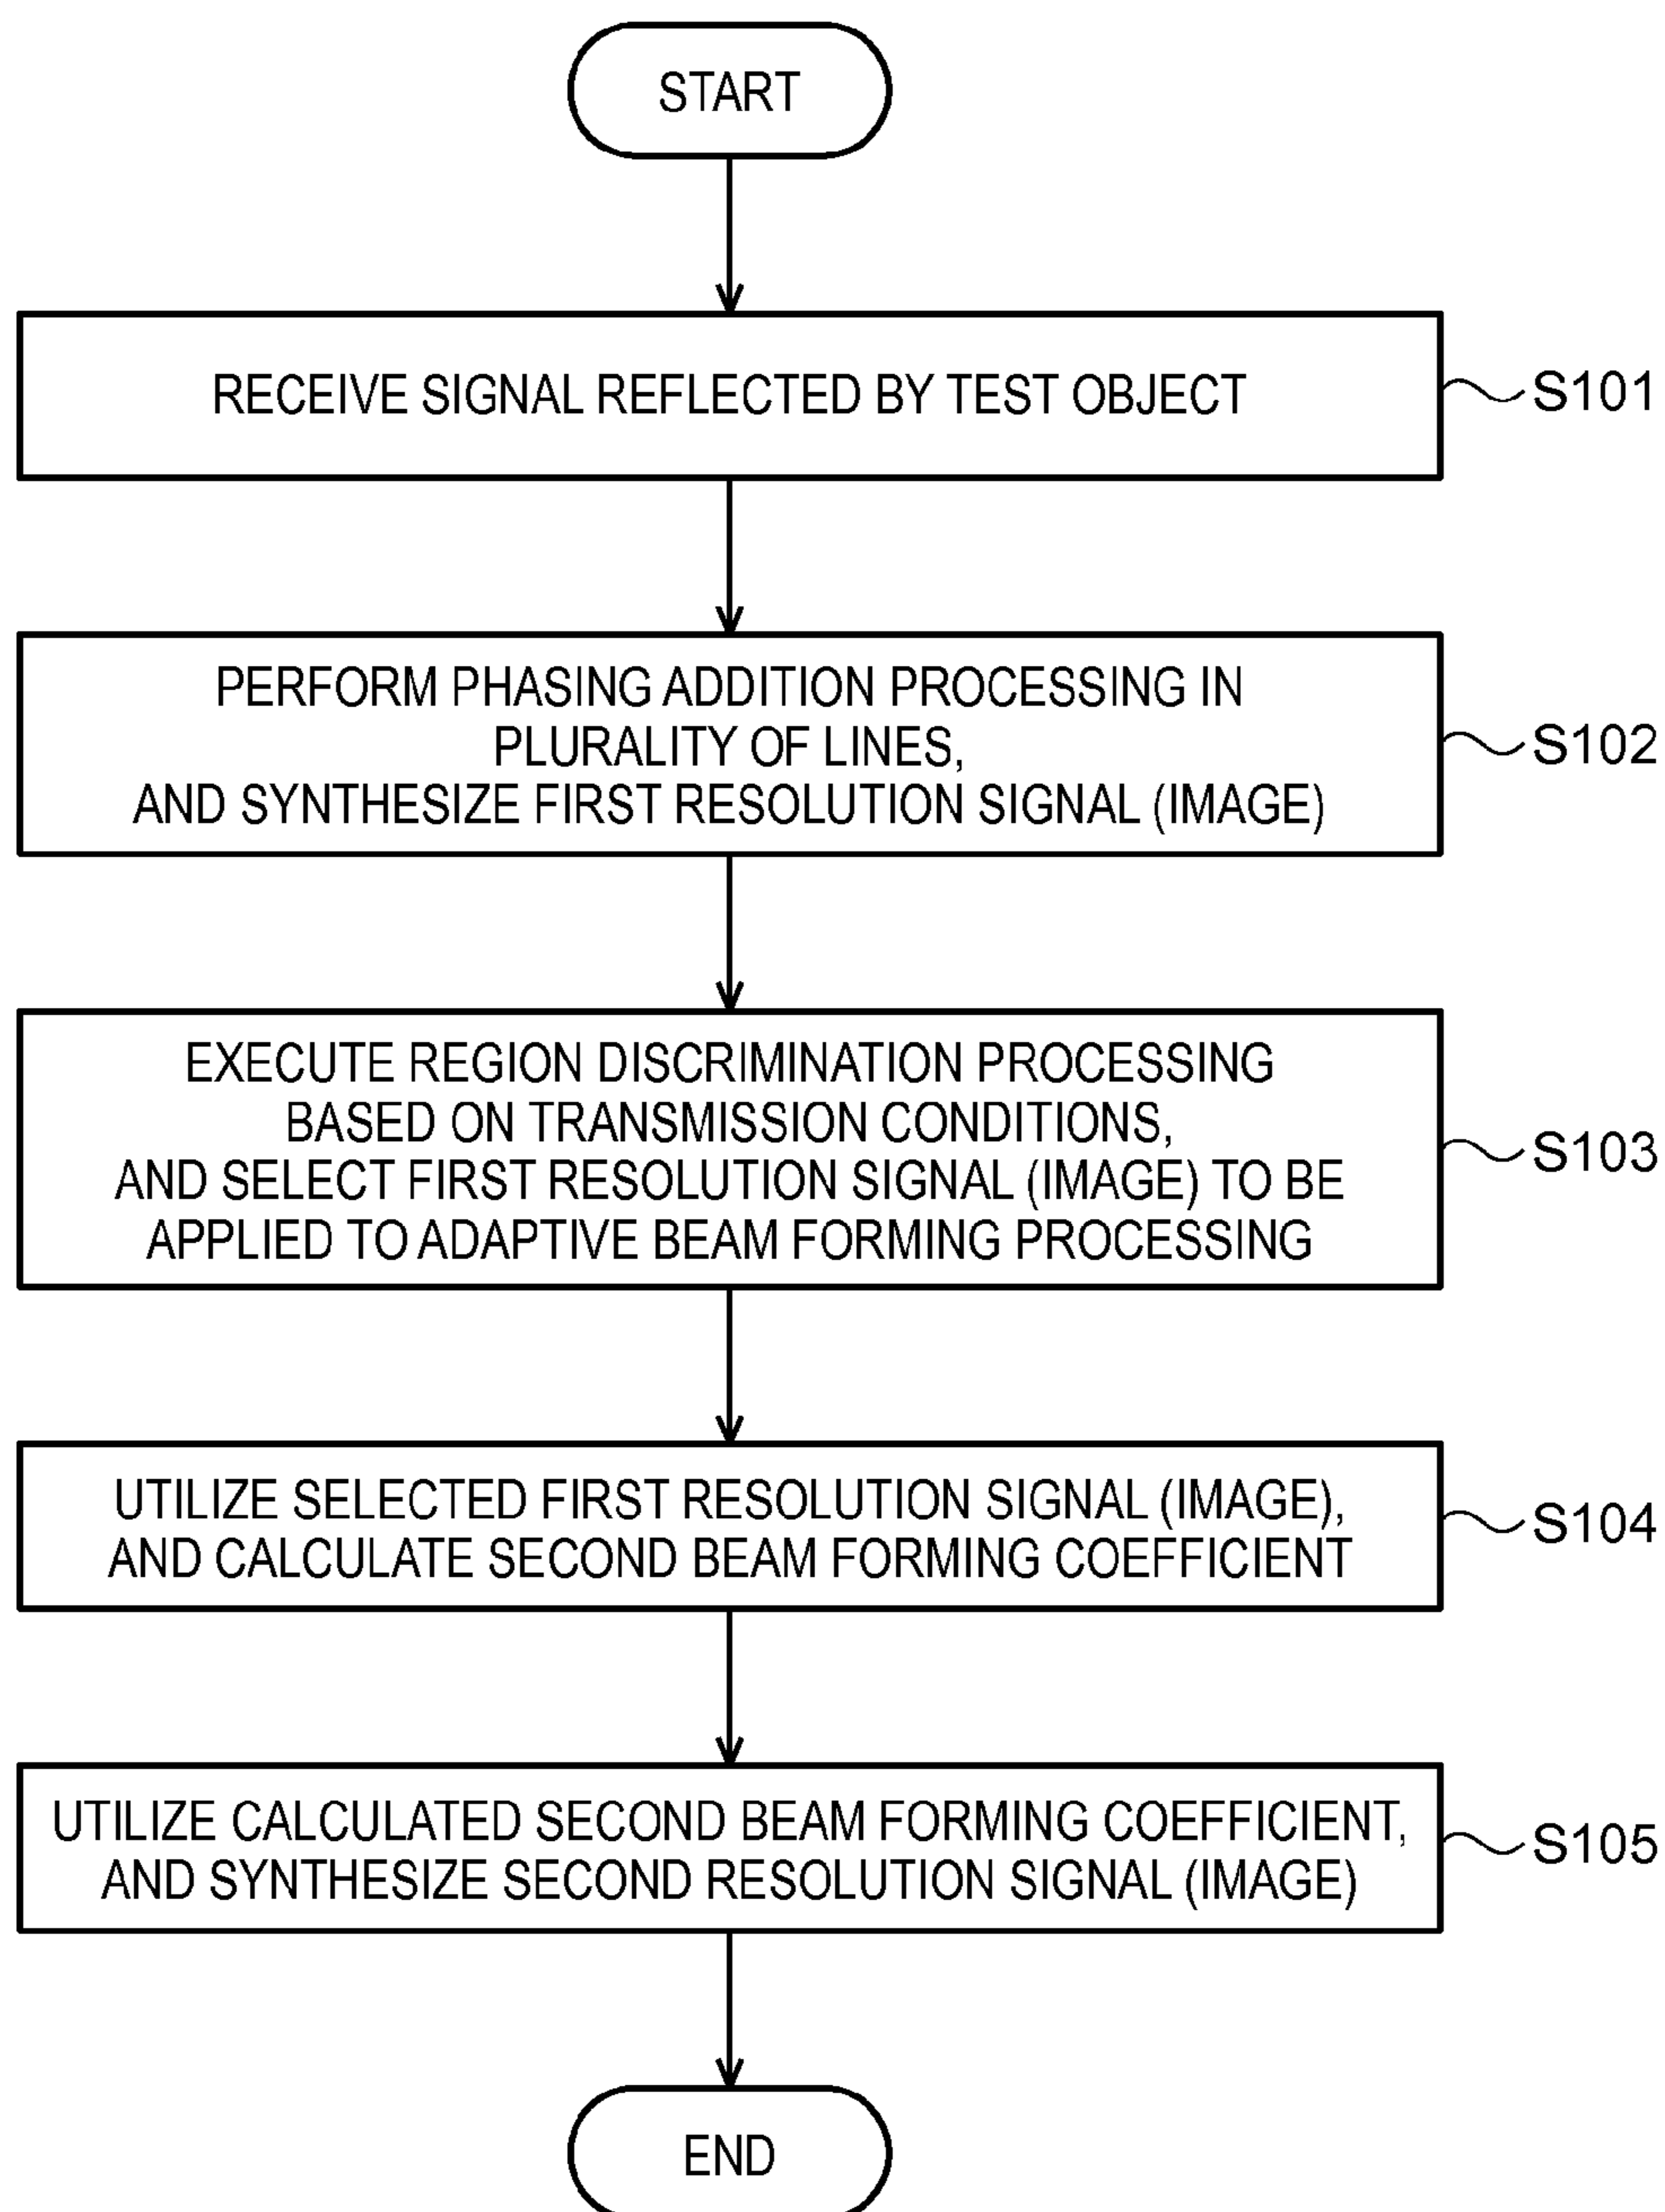 START
RECEIVE SIGNAL REFLECTED BY TEST OBJECT
S101
PERFORM PHASING ADDITION PROCESSING IN
PLURALITY OF LINES,
AND SYNTHESIZE FIRST RESOLUTION SIGNAL (IMAGE)
S102
EXECUTE REGION DISCRIMINATION PROCESSING
BASED ON TRANSMISSION CONDITIONS,
AND SELECT FIRST RESOLUTION SIGNAL (IMAGE) TO BE
APPLIED TO ADAPTIVE BEAM FORMING PROCESSING
S103
UTILIZE SELECTED FIRST RESOLUTION SIGNAL (IMAGE),
AND CALCULATE SECOND BEAM FORMING COEFFICIENT
S104
UTILIZE CALCULATED SECOND BEAM FORMING COEFFICIENT,
AND SYNTHESIZE SECOND RESOLUTION SIGNAL (IMAGE)
S105
END